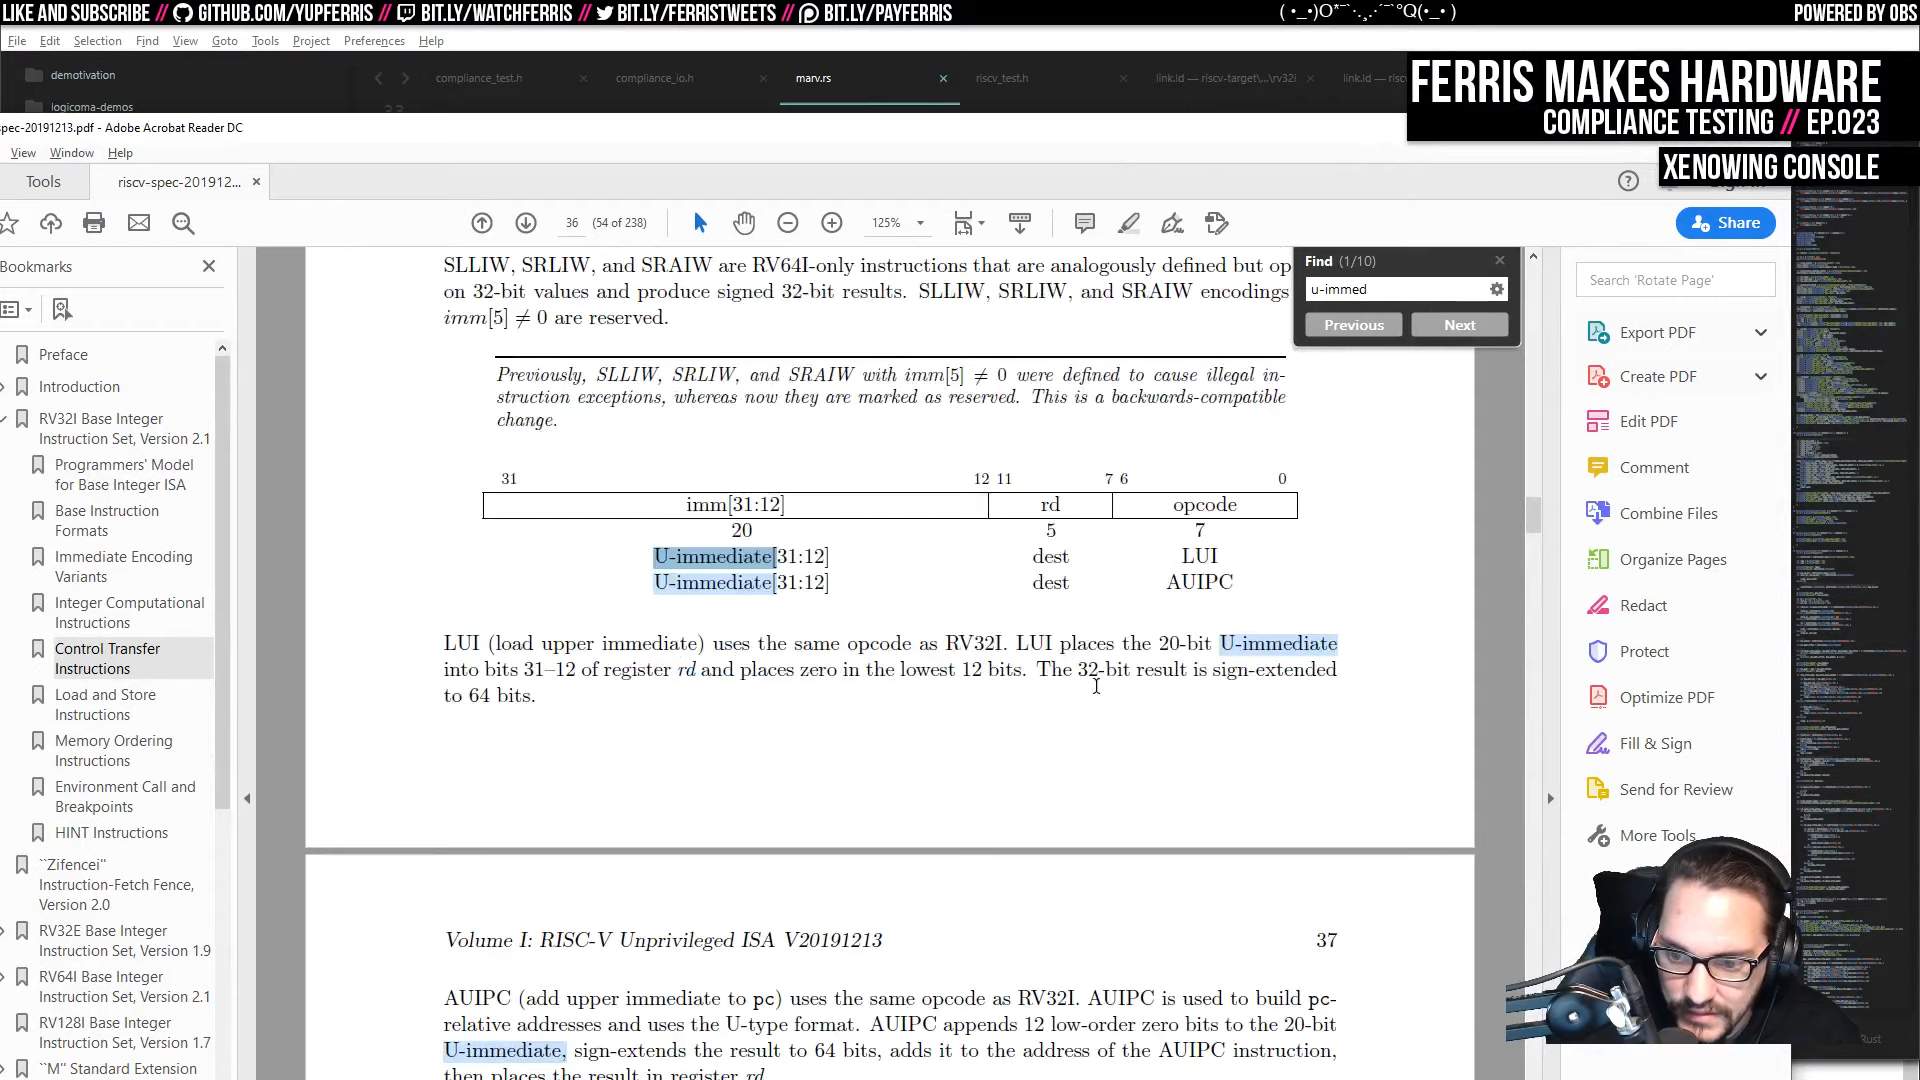 LIKE AND SUBSCRIBE // GITHUB.COM/YUPFERRIS // BIT.LY/WATCHFERRIS // BIT.LY/FERRISTWEETS // BIT.LY/PAYFERRIS
POWERED BY OBS
File Edit Selection Find View Goto Tools Project Preferences Help
demotivation
logicoma-demos
compliance_test.h
compliance_io.h
marv.rs
riscv_test.h
link.ld — riscv-target\...\rv32i
FERRIS MAKES HARDWARE
COMPLIANCE TESTING // EP.023
XENOWING CONSOLE
spec-20191213.pdf - Adobe Acrobat Reader DC
View Window Help
Tools
riscv-spec-201912...
36 (54 of 238)
125%
Share
Bookmarks
Preface
Introduction
RV32I Base Integer
Instruction Set, Version 2.1
Programmers' Model
for Base Integer ISA
Base Instruction
Formats
Immediate Encoding
Variants
Integer Computational
Instructions
Control Transfer
Instructions
Load and Store
Instructions
Memory Ordering
Instructions
Environment Call and
Breakpoints
HINT Instructions
``Zifencei''
Instruction-Fetch Fence,
Version 2.0
RV32E Base Integer
Instruction Set, Version 1.9
RV64I Base Integer
Instruction Set, Version 2.1
RV128I Base Integer
Instruction Set, Version 1.7
``M'' Standard Extension
SLLIW, SRLIW, and SRAIW are RV64I-only instructions that are analogously defined but op
on 32-bit values and produce signed 32-bit results. SLLIW, SRLIW, and SRAIW encodings
imm[5] ≠ 0 are reserved.
Previously, SLLIW, SRLIW, and SRAIW with imm[5] ≠ 0 were defined to cause illegal in-
struction exceptions, whereas now they are marked as reserved. This is a backwards-compatible
change.
31 12 11 7 6 0
imm[31:12] rd opcode
20 5 7
U-immediate[31:12] dest LUI
U-immediate[31:12] dest AUIPC
LUI (load upper immediate) uses the same opcode as RV32I. LUI places the 20-bit U-immediate
into bits 31–12 of register rd and places zero in the lowest 12 bits. The 32-bit result is sign-extended
to 64 bits.
Volume I: RISC-V Unprivileged ISA V20191213 37
AUIPC (add upper immediate to pc) uses the same opcode as RV32I. AUIPC is used to build pc-
relative addresses and uses the U-type format. AUIPC appends 12 low-order zero bits to the 20-bit
U-immediate, sign-extends the result to 64 bits, adds it to the address of the AUIPC instruction,
then places the result in register rd.
Find (1/10)
u-immed
Previous Next
Search 'Rotate Page'
Export PDF
Create PDF
Edit PDF
Comment
Combine Files
Organize Pages
Redact
Protect
Optimize PDF
Fill & Sign
Send for Review
More Tools
Rust